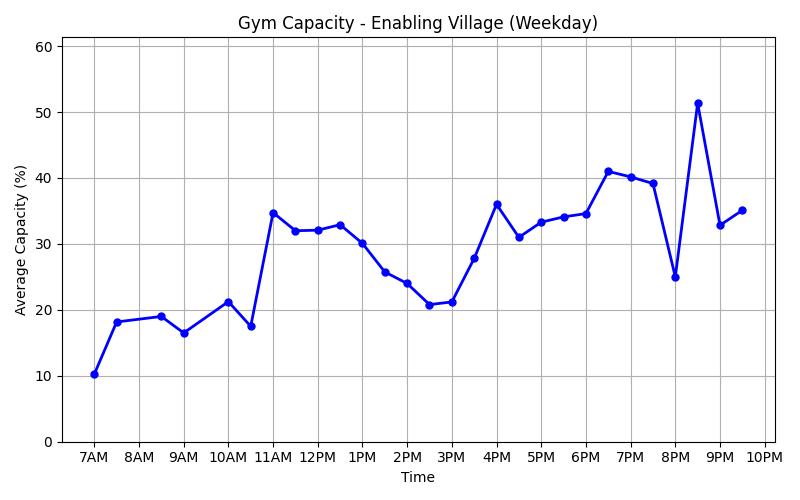 Gym Capacity - Enabling Village (Weekday)
Average Capacity (%)
60
50
40
30
20
10
0
7AM 8AM 9AM 10AM 11AM 12PM 1PM 2PM 3PM 4PM 5PM 6PM 7PM 8PM 9PM 10PM
Time